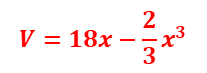 V = 18x − 2/3 x³